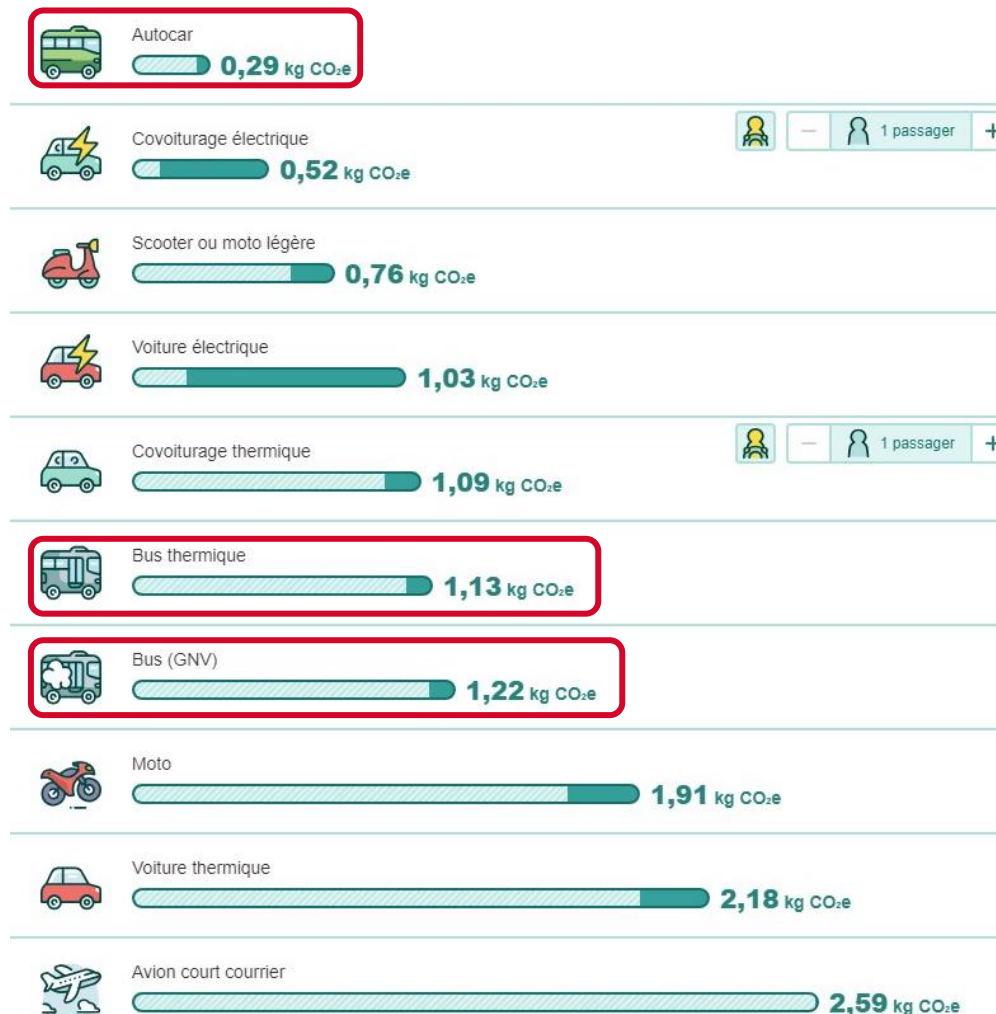 Autocar
0,29 kg CO₂e
Covoiturage électrique
1 passager +
0,52 kg CO₂e
Scooter ou moto légère
0,76 kg CO₂e
Voiture électrique
1,03 kg CO₂e
Covoiturage thermique
1 passager +
1,09 kg CO₂e
Bus thermique
1,13 kg CO₂e
Bus (GNV)
1,22 kg CO₂e
Moto
1,91 kg CO₂e
Voiture thermique
2,18 kg CO₂e
Avion court courrier
2,59 kg CO₂e